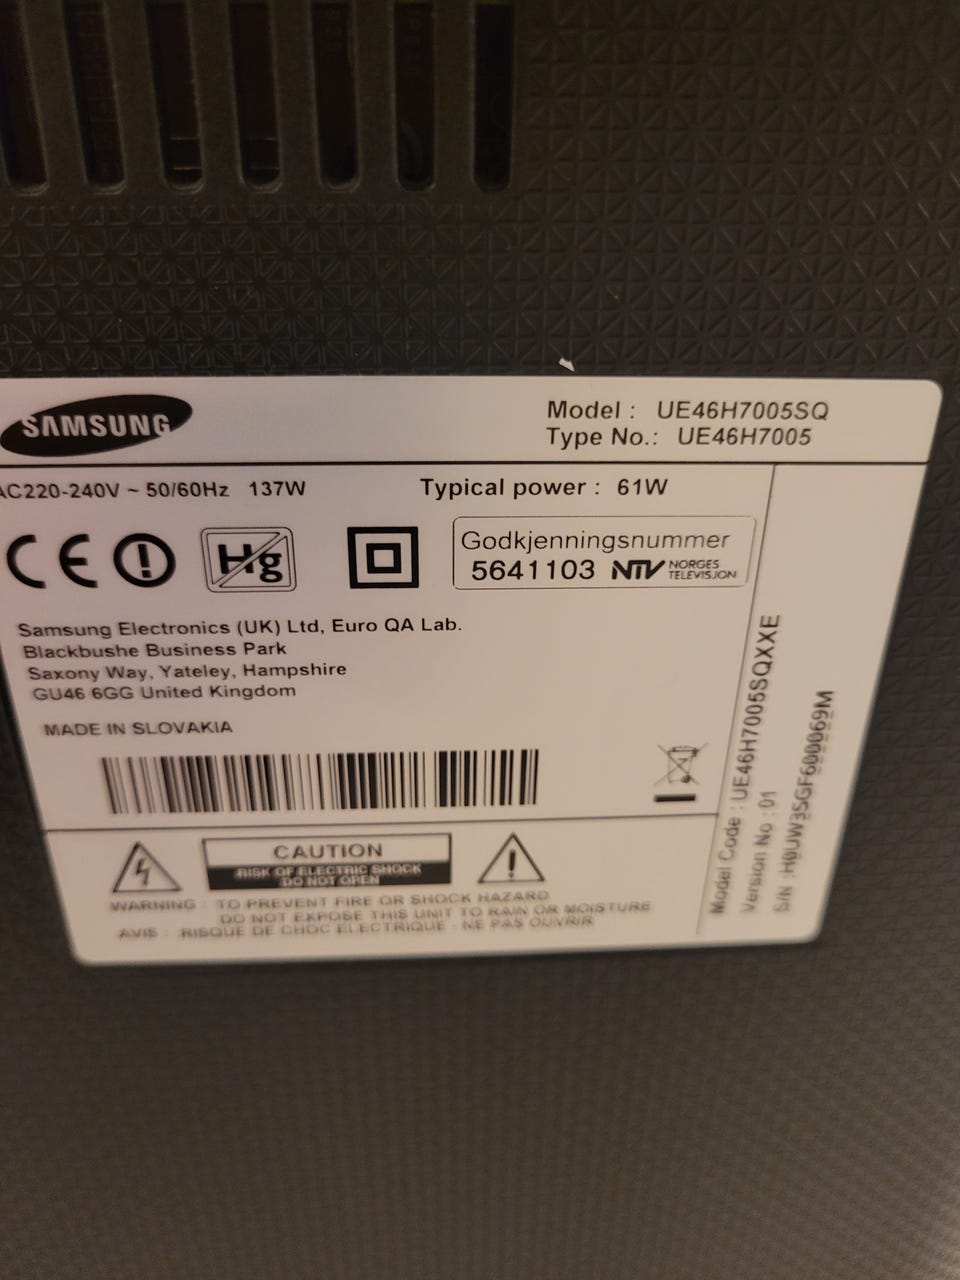 SAMSUNG
Model : UE46H7005SQ
Type No.: UE46H7005
AC220-240V ~ 50/60Hz 137W
Typical power : 61W
CE
Hg
Godkjenningsnummer
5641103 NTV NORGES TELEVISJON
Samsung Electronics (UK) Ltd, Euro QA Lab.
Blackbushe Business Park
Saxony Way, Yateley, Hampshire
GU46 6GG United Kingdom
MADE IN SLOVAKIA
CAUTION
RISK OF ELECTRIC SHOCK
DO NOT OPEN
WARNING : TO PREVENT FIRE OR SHOCK HAZARD
DO NOT EXPOSE THIS UNIT TO RAIN OR MOISTURE
AVIS : RISQUE DE CHOC ELECTRIQUE - NE PAS OUVRIR
Model Code : UE46H7005SQXXE
Version No : 01
S/N :